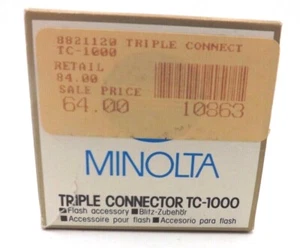 8821120 TRIPLE CONNECT
TC-1000
RETAIL
84.00
SALE PRICE
64.00 10863
MINOLTA
TRIPLE CONNECTOR TC-1000
Flash accessory ■ Blitz-Zubehör
■ Accessoire pour flash ■ Accesorio para flash